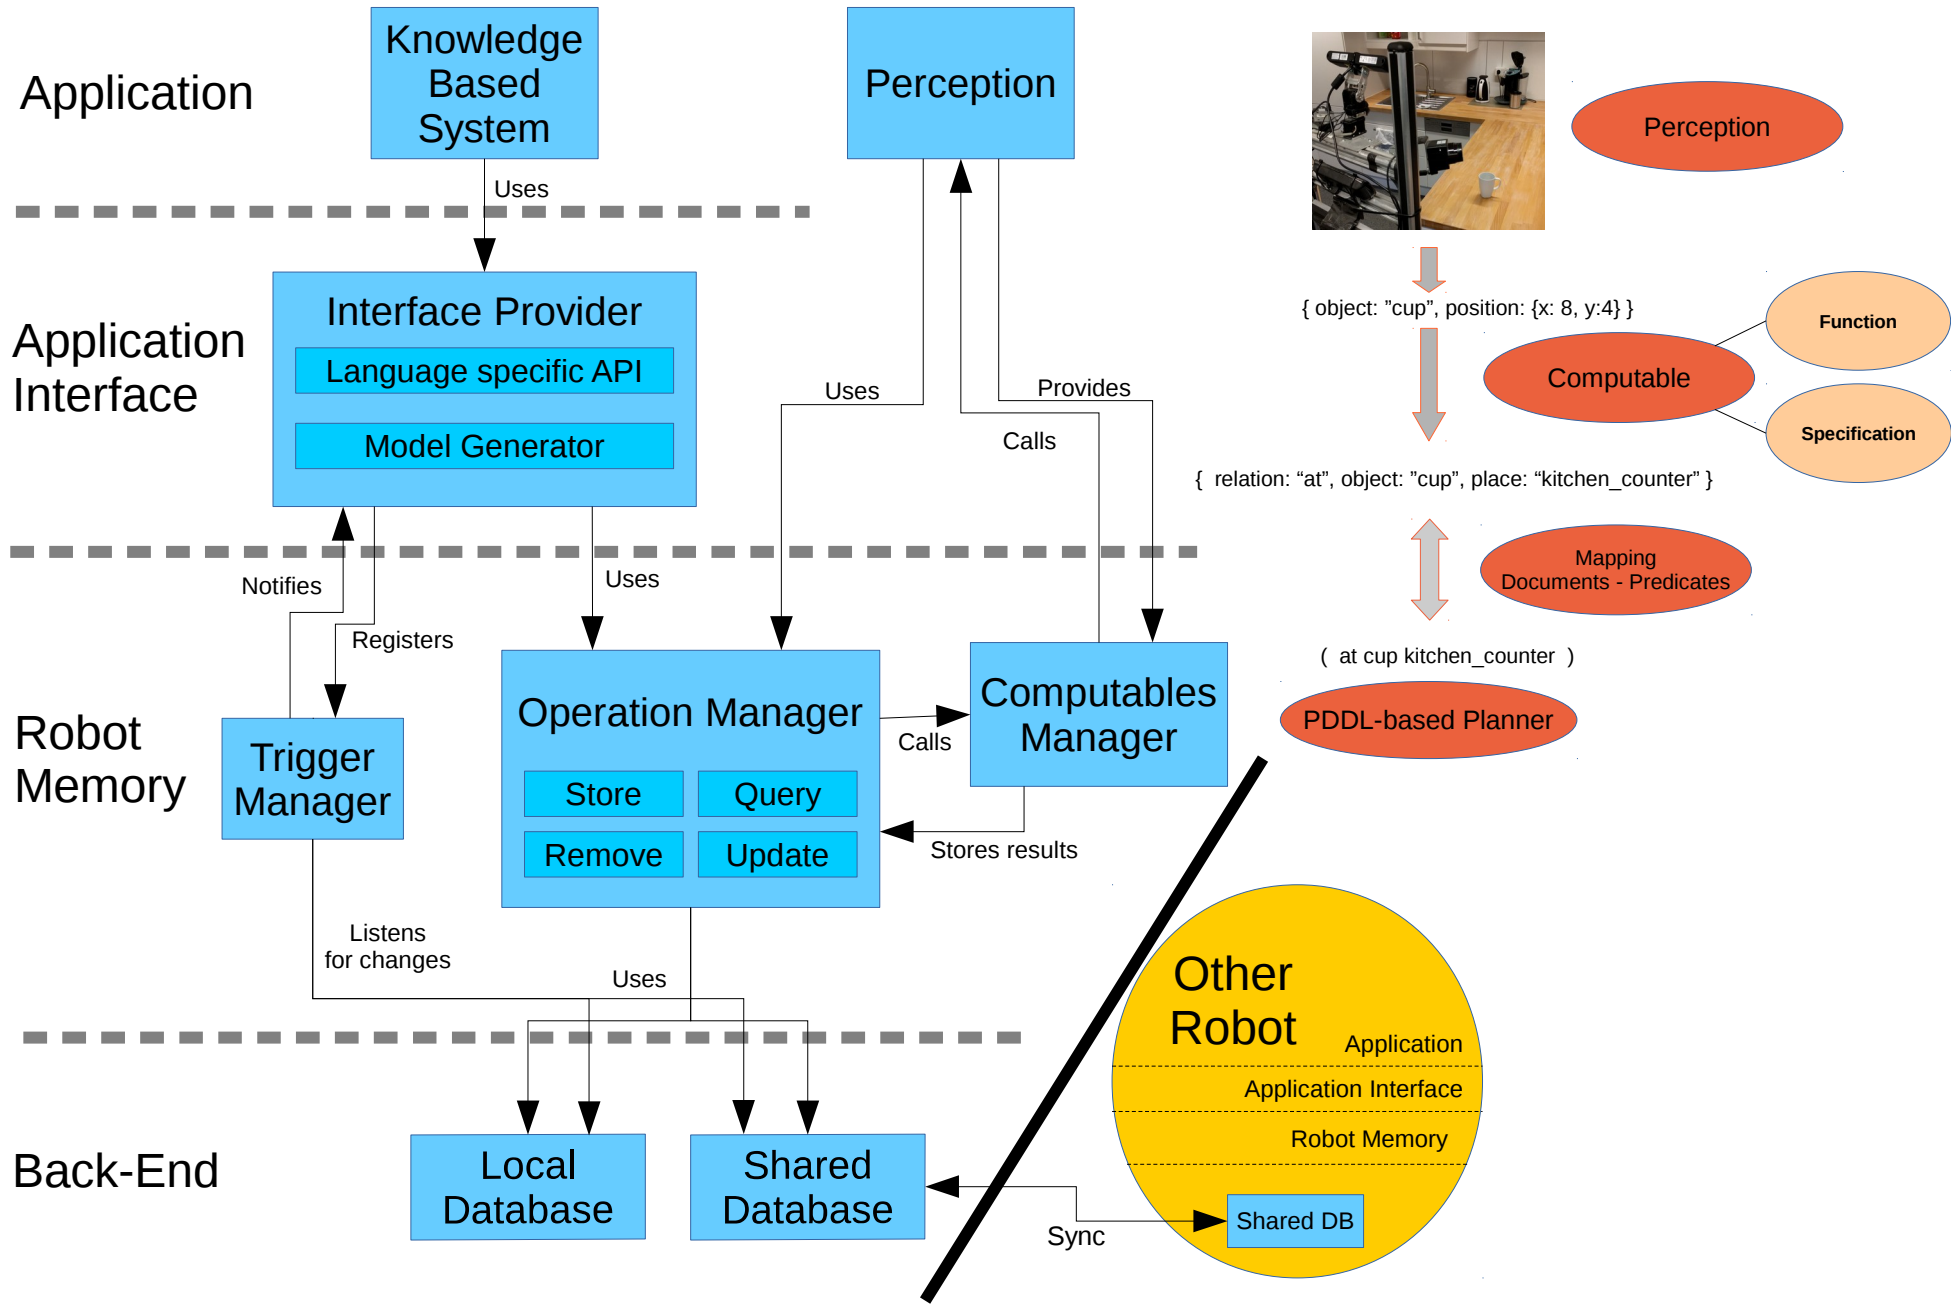 Application
Knowledge
Based
System
Perception
Perception
Uses
Application
Interface
Interface Provider
Language specific API
Model Generator
Uses
Provides
Calls
{ object: ”cup”, position: {x: 8, y:4} }
Function
Computable
Specification
{  relation: “at”, object: ”cup”, place: “kitchen_counter” }
Notifies
Registers
Uses
Mapping
Documents - Predicates
(  at cup kitchen_counter  )
PDDL-based Planner
Robot
Memory
Trigger
Manager
Operation Manager
Store
Query
Remove
Update
Calls
Computables
Manager
Stores results
Listens
for changes
Uses
Other
Robot
Application
Application Interface
Robot Memory
Shared DB
Back-End
Local
Database
Shared
Database
Sync